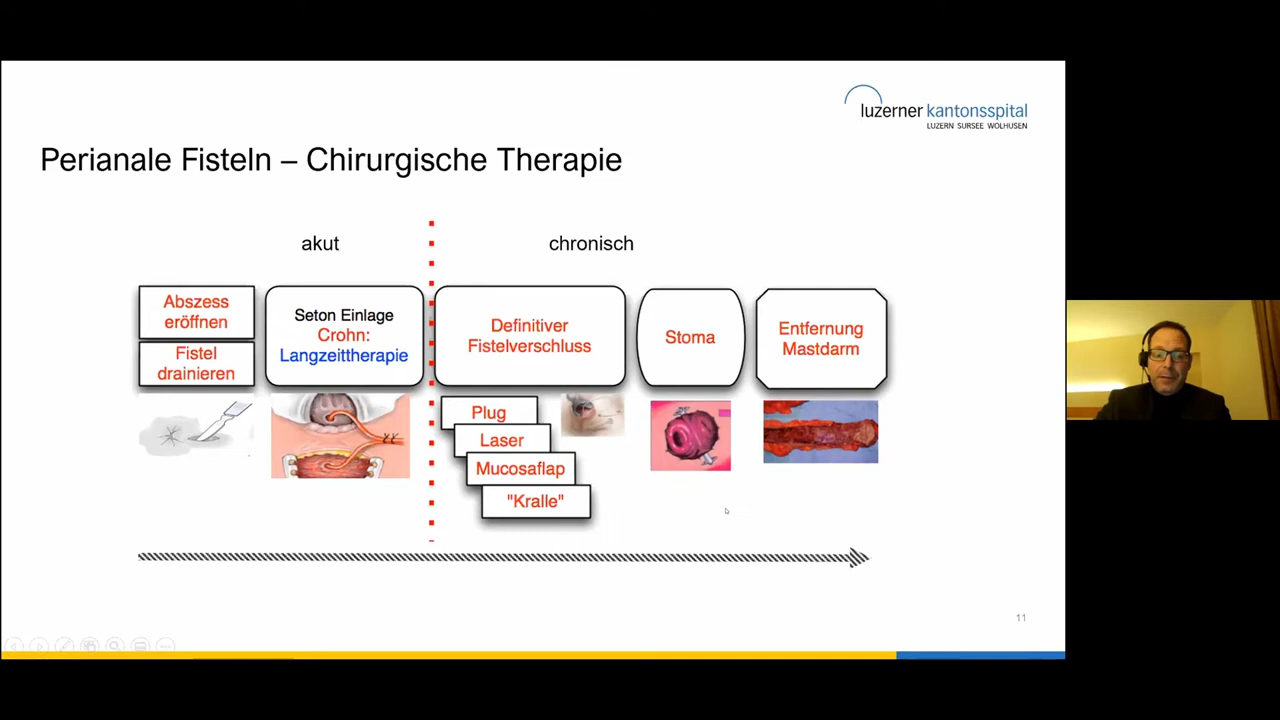 luzerner kantonsspital
LUZERN SURSEE WOLHUSEN
Perianale Fisteln – Chirurgische Therapie
akut
chronisch
Abszess
eröffnen
Fistel
drainieren
Seton Einlage
Crohn:
Langzeittherapie
Definitiver
Fistelverschluss
Stoma
Entfernung
Mastdarm
Plug
Laser
Mucosaflap
"Kralle"
11